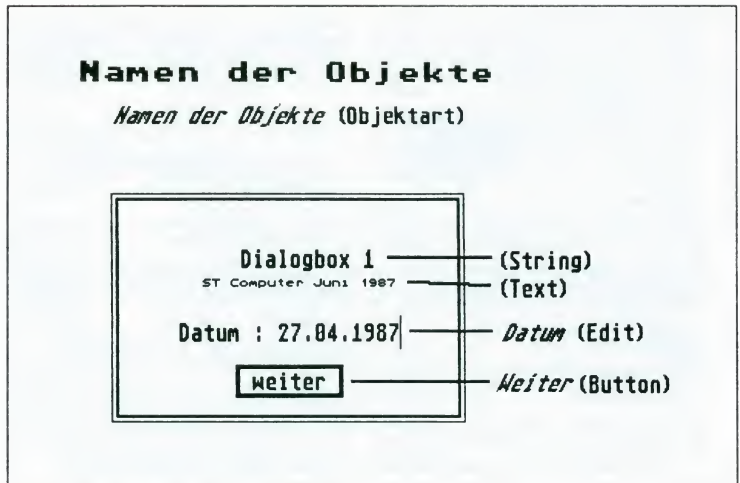 Namen der Objekte
Namen der Objekte (Objektart)
Dialogbox 1 (String)
ST Computer Juni 1987 (Text)
Datum : 27.04.1987 Datum (Edit)
weiter Weiter (Button)